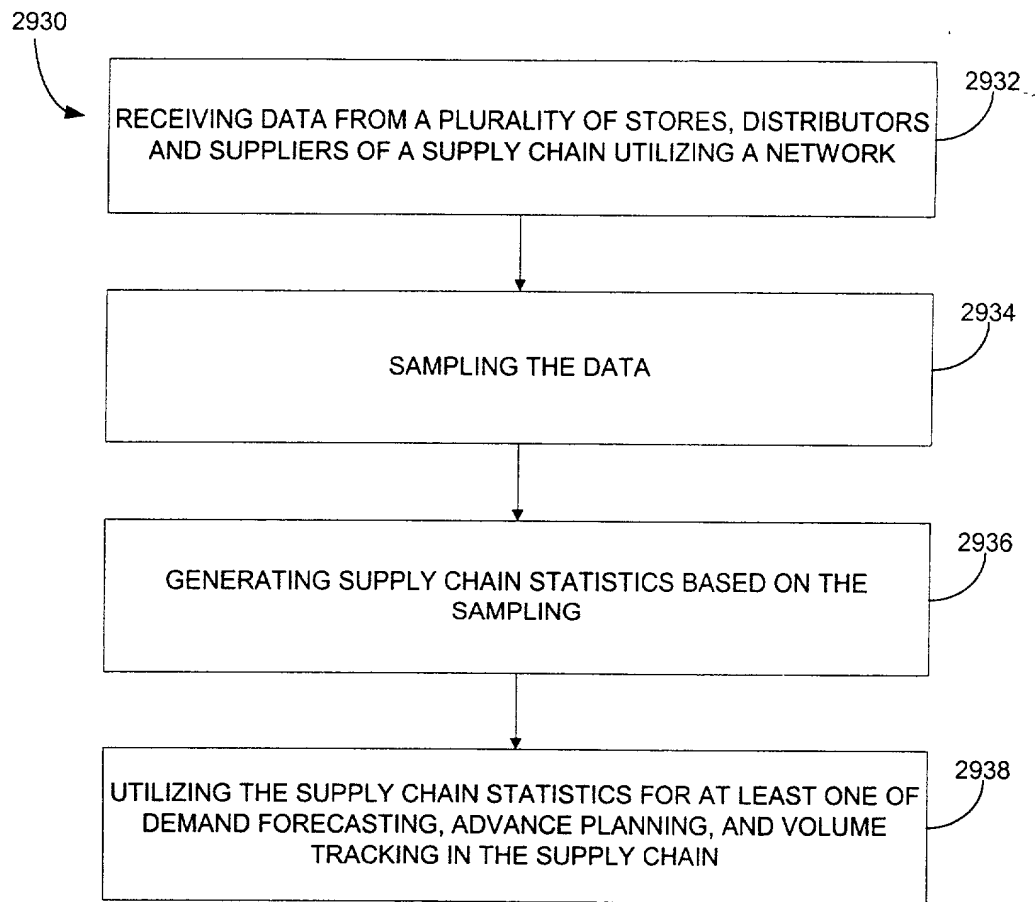 2930
2932
RECEIVING DATA FROM A PLURALITY OF STORES, DISTRIBUTORS
AND SUPPLIERS OF A SUPPLY CHAIN UTILIZING A NETWORK
2934
SAMPLING THE DATA
2936
GENERATING SUPPLY CHAIN STATISTICS BASED ON THE
SAMPLING
2938
UTILIZING THE SUPPLY CHAIN STATISTICS FOR AT LEAST ONE OF
DEMAND FORECASTING, ADVANCE PLANNING, AND VOLUME
TRACKING IN THE SUPPLY CHAIN